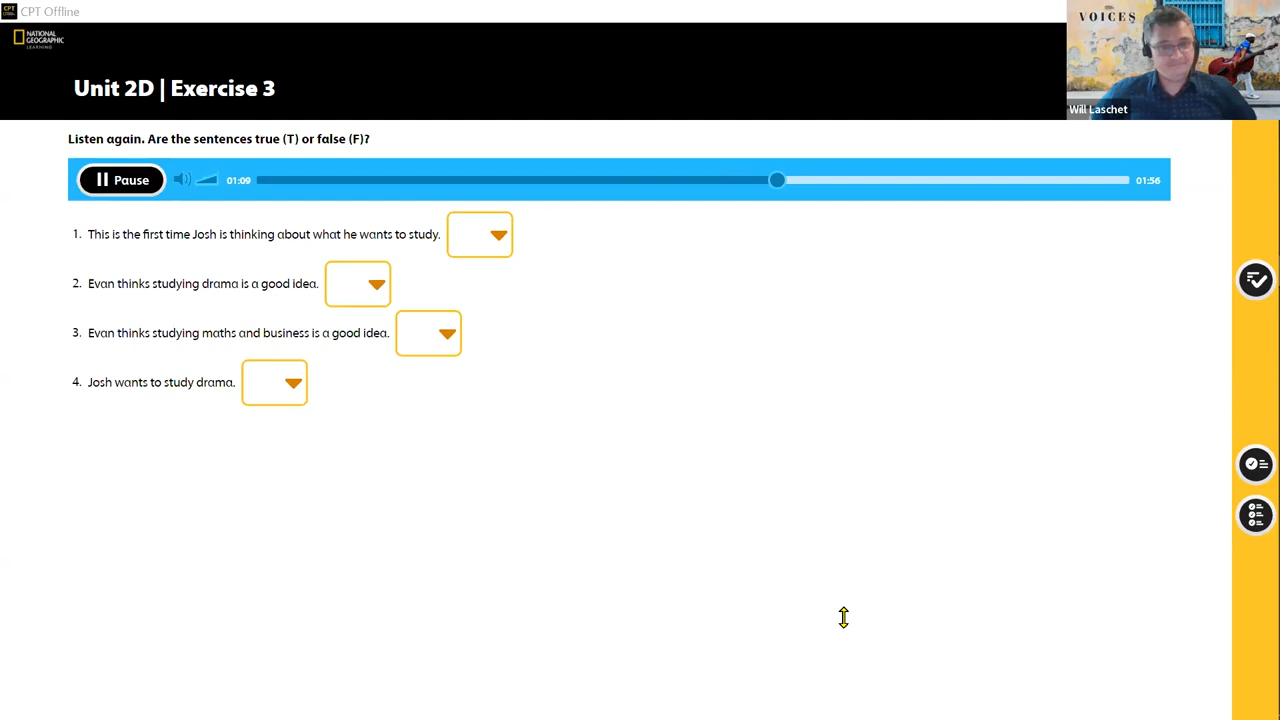 CPT Offline
VOICES
NATIONAL
GEOGRAPHIC
LEARNING
Unit 2D | Exercise 3
Will Laschet
Listen again. Are the sentences true (T) or false (F)?
Pause 01:09 01:56
1. This is the first time Josh is thinking about what he wants to study.
2. Evan thinks studying drama is a good idea.
3. Evan thinks studying maths and business is a good idea.
4. Josh wants to study drama.